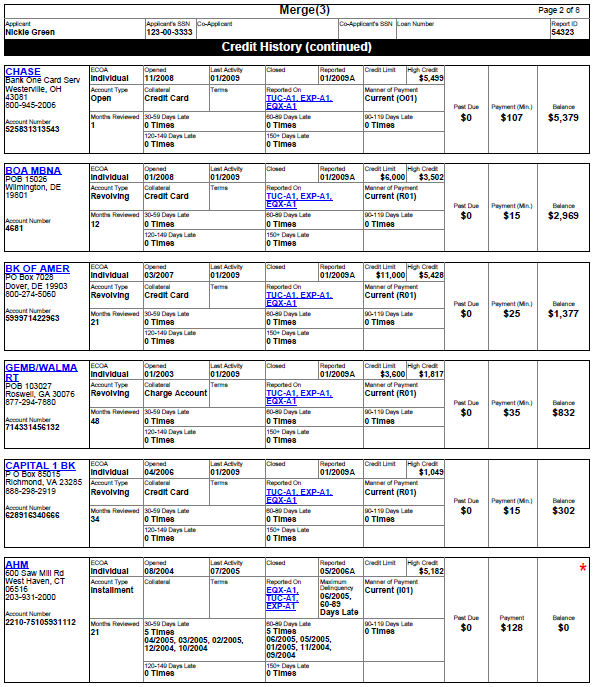 Merge(3)
Page 2 of 8
Applicant Applicant's SSN Co-Applicant Co-Applicant's SSN Loan Number Report ID
Nickie Green 123-00-3333 54323
Credit History (continued)
CHASE
Bank One Card Serv
Westerville, OH
43081
800-945-2006
Account Number
525831313543
ECOA Opened Last Activity Closed Reported Credit Limit High Credit
Individual 11/2008 01/2009 01/2009A $5,499
Account Type Collateral Terms Reported On Manner of Payment
Open Credit Card TUC-A1, EXP-A1, Current (O01)
EQX-A1
Past Due Payment (Min.) Balance
$0 $107 $5,379
Months Reviewed 30-59 Days Late 60-89 Days Late 90-119 Days Late
1 0 Times 0 Times 0 Times
120-149 Days Late 150+ Days Late
0 Times 0 Times
BOA MBNA
POB 15026
Wilmington, DE
19801
Account Number
4681
ECOA Opened Last Activity Closed Reported Credit Limit High Credit
Individual 01/2008 01/2009 01/2009A $6,000 $3,502
Account Type Collateral Terms Reported On Manner of Payment
Revolving Credit Card TUC-A1, EXP-A1, Current (R01)
EQX-A1
Past Due Payment (Min.) Balance
$0 $15 $2,969
Months Reviewed 30-59 Days Late 60-89 Days Late 90-119 Days Late
12 0 Times 0 Times 0 Times
120-149 Days Late 150+ Days Late
0 Times 0 Times
BK OF AMER
PO Box 7028
Dover, DE 19903
800-274-5060
Account Number
599971422963
ECOA Opened Last Activity Closed Reported Credit Limit High Credit
Individual 03/2007 01/2009 01/2009A $11,000 $5,428
Account Type Collateral Terms Reported On Manner of Payment
Revolving Credit Card TUC-A1, EXP-A1, Current (R01)
EQX-A1
Past Due Payment (Min.) Balance
$0 $25 $1,377
Months Reviewed 30-59 Days Late 60-89 Days Late 90-119 Days Late
21 0 Times 0 Times 0 Times
120-149 Days Late 150+ Days Late
0 Times 0 Times
GEMB/WALMA
RT
POB 103027
Roswell, GA 30076
877-294-7880
Account Number
714331456132
ECOA Opened Last Activity Closed Reported Credit Limit High Credit
Individual 01/2003 01/2009 01/2009A $3,600 $1,817
Account Type Collateral Terms Reported On Manner of Payment
Revolving Charge Account TUC-A1, EXP-A1, Current (R01)
EQX-A1
Past Due Payment (Min.) Balance
$0 $35 $832
Months Reviewed 30-59 Days Late 60-89 Days Late 90-119 Days Late
48 0 Times 0 Times 0 Times
120-149 Days Late 150+ Days Late
0 Times 0 Times
CAPITAL 1 BK
P O Box 85015
Richmond, VA 23285
888-298-2919
Account Number
628916340666
ECOA Opened Last Activity Closed Reported Credit Limit High Credit
Individual 04/2006 01/2009 01/2009A $1,049
Account Type Collateral Terms Reported On Manner of Payment
Revolving Credit Card TUC-A1, EXP-A1, Current (R01)
EQX-A1
Past Due Payment (Min.) Balance
$0 $15 $302
Months Reviewed 30-59 Days Late 60-89 Days Late 90-119 Days Late
34 0 Times 0 Times 0 Times
120-149 Days Late 150+ Days Late
0 Times 0 Times
AHM
600 Saw Mill Rd
West Haven, CT
06516
203-931-2000
Account Number
2210-75105931112
ECOA Opened Last Activity Closed Reported Credit Limit High Credit
Individual 08/2004 07/2005 05/2006A $5,182 *
Account Type Collateral Terms Reported On Maximum Manner of Payment
Installment EQX-A1, Delinquency Current (I01)
TUC-A1, 06/2005,
EXP-A1 60-89
Days Late
Past Due Payment Balance
$0 $128 $0
Months Reviewed 30-59 Days Late 60-89 Days Late 90-119 Days Late
21 5 Times 5 Times 0 Times
04/2005, 03/2005, 02/2005, 06/2005, 05/2005,
12/2004, 10/2004 01/2005, 11/2004,
09/2004
120-149 Days Late 150+ Days Late
0 Times 0 Times